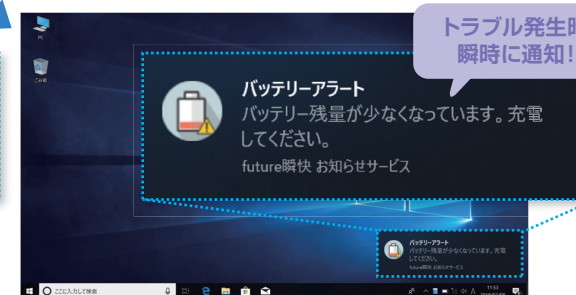 トラブル発生時
瞬時に通知!
PC
ごみ箱
バッテリーアラート
バッテリー残量が少なくなっています。充電
してください。
future瞬快 お知らせサービス
バッテリーアラート
バッテリー残量が少なくなっています。充電
してください。
future瞬快 お知らせサービス
ここに入力して検索
A
11:53